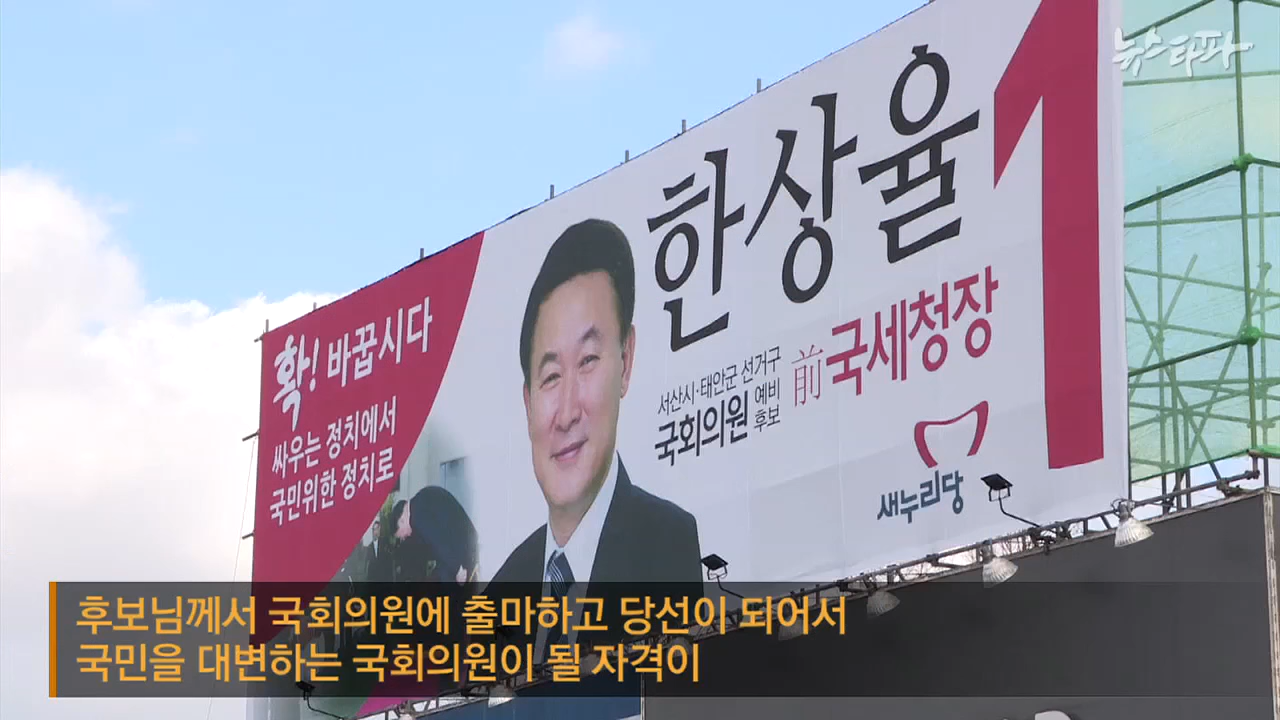 뉴스타파
확! 바꿉시다
싸우는 정치에서
국민위한 정치로
한상율
1
서산시·태안군 선거구
국회의원 예비
후보
前국세청장
새누리당
후보님께서 국회의원에 출마하고 당선이 되어서
국민을 대변하는 국회의원이 될 자격이